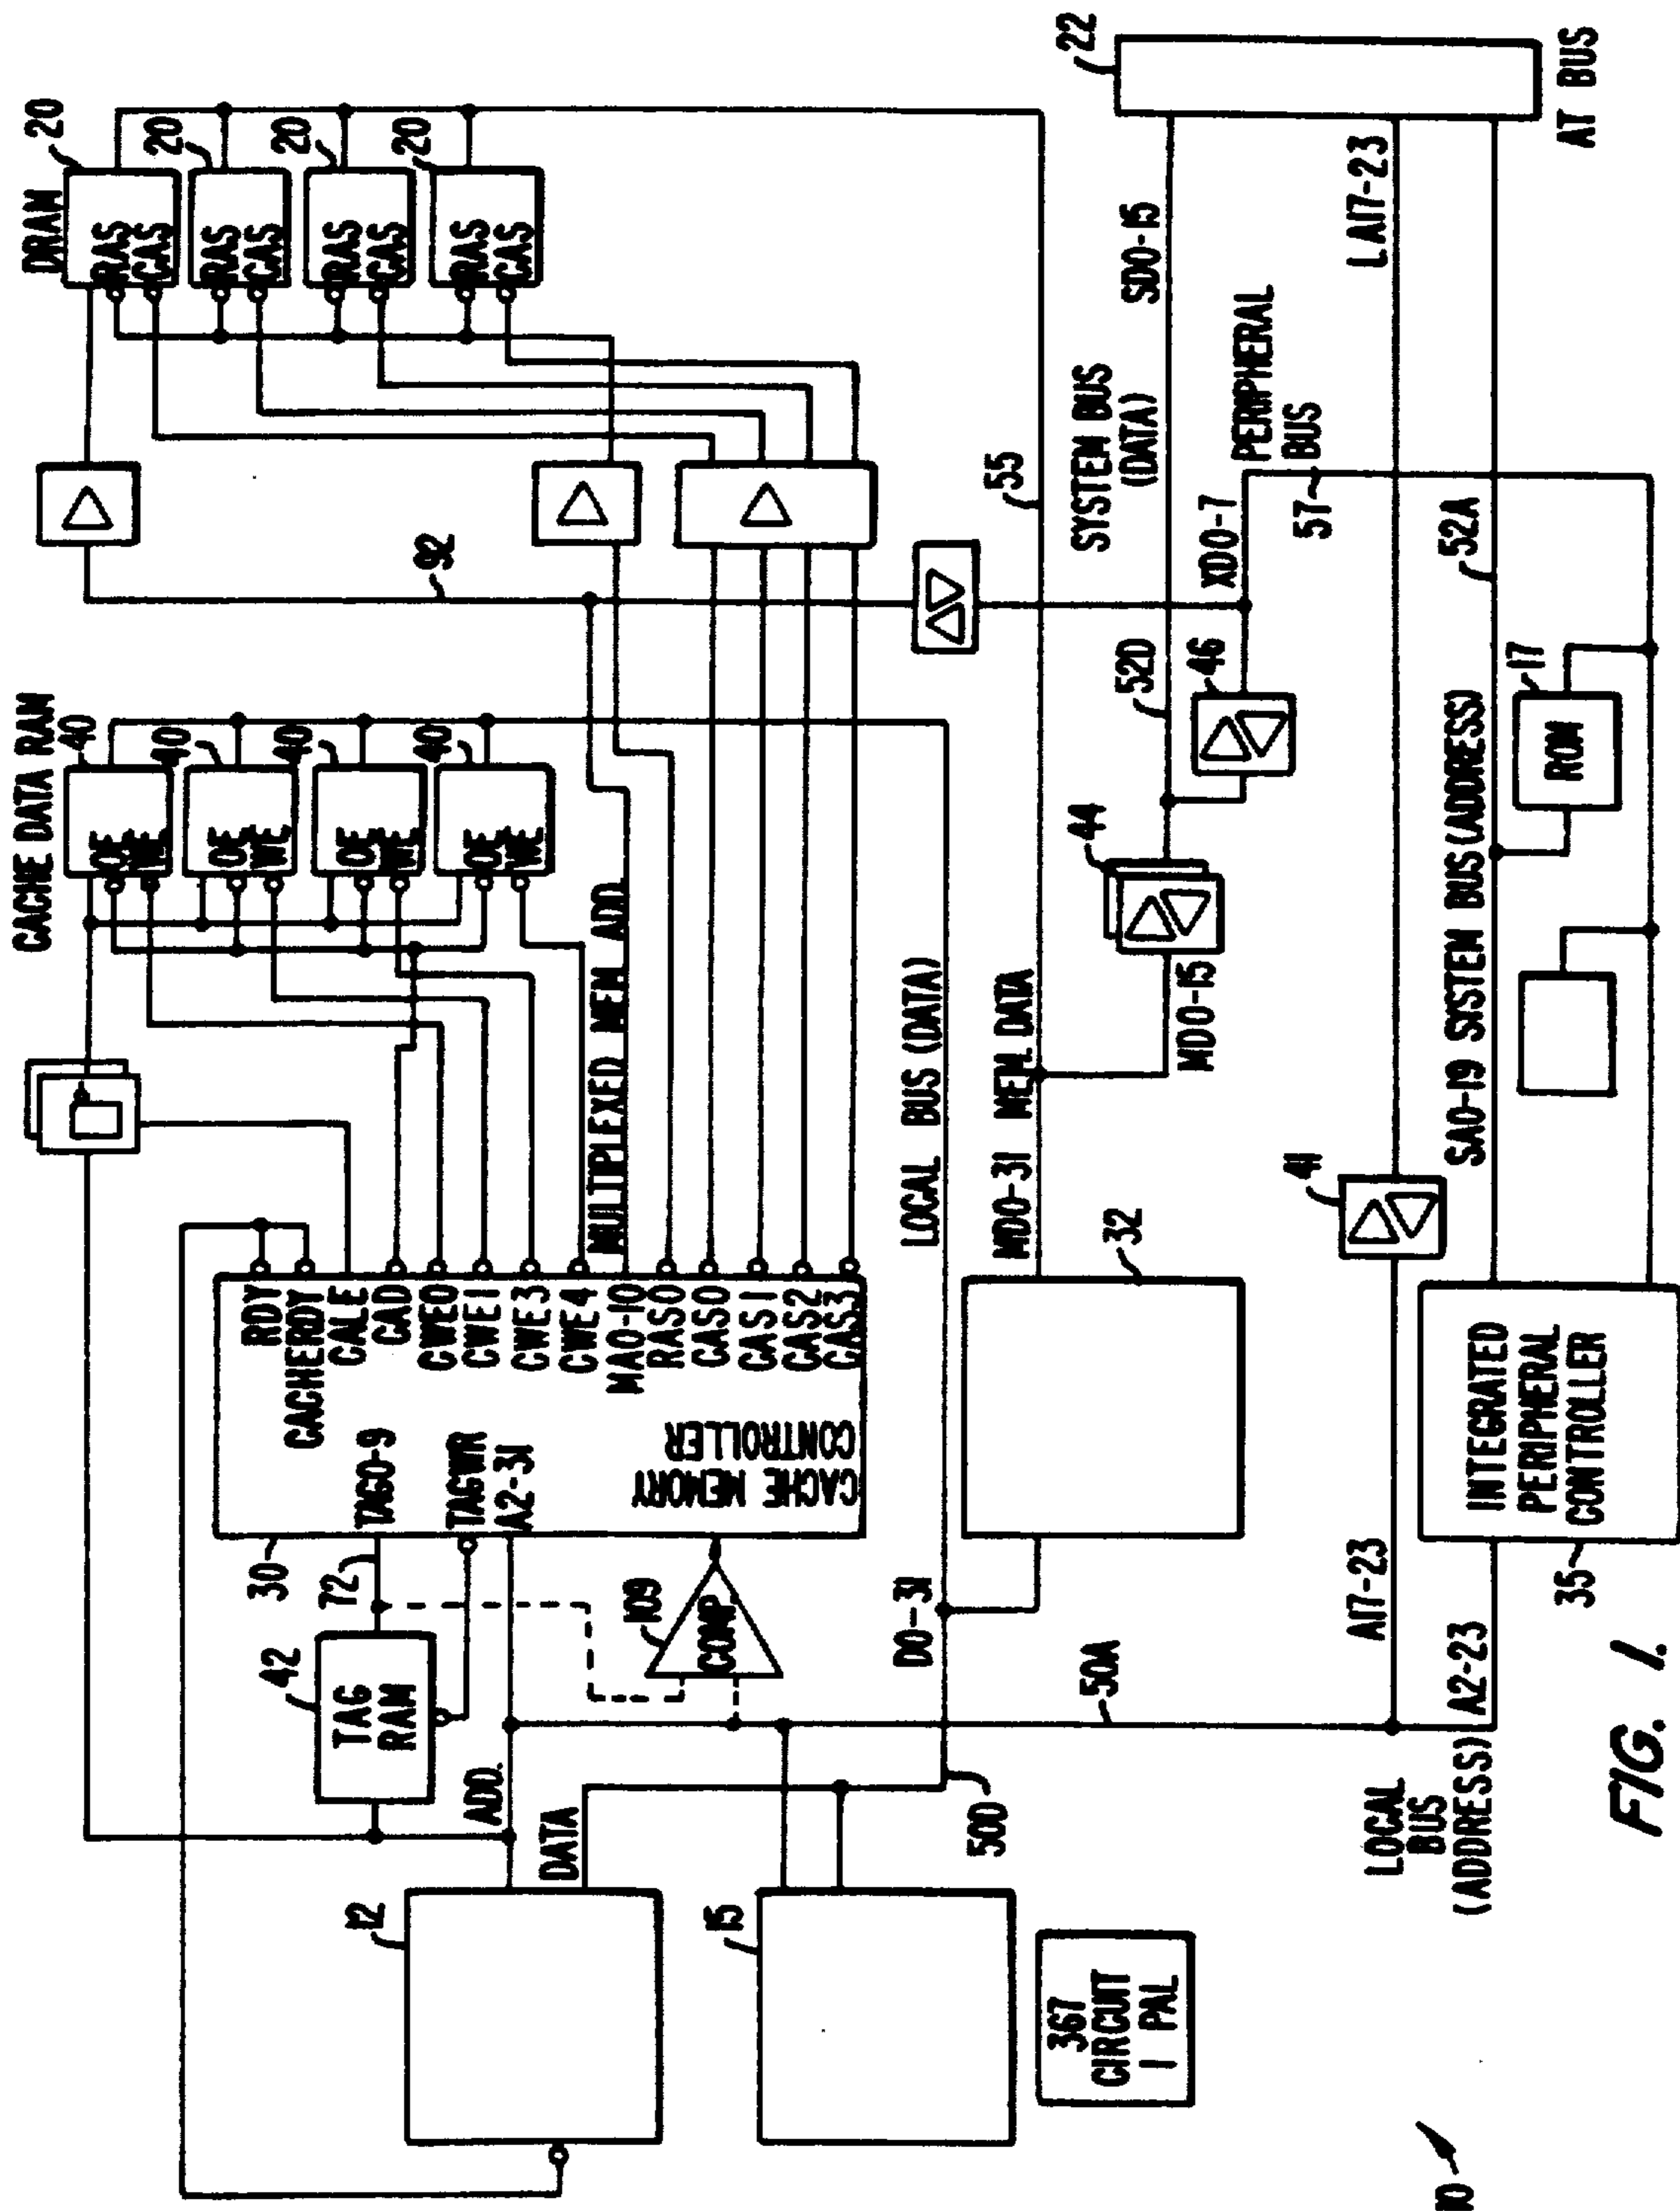 DRAM
20
20
20
20
RAS
CAS
RAS
CAS
RAS
CAS
RAS
CAS
CACHE DATA RAM
40
40
40
40
OE
WE
OE
WE
OE
WE
OE
WE
92
MULTIPLEXED MEM ADD.
RDY
CACHERDY
CALE
CAD
CWE0
CWE1
CWE3
CWE4
MA0-10
RAS0
CAS0
CAS1
CAS2
CAS3
TAG0-9
TAGWR
A2-31
CACHE MEMORY
CONTROLLER
30
72
42
TAG
RAM
109
COMP
ADD.
DATA
12
15
367
CIRCUIT
1 PAL
50D
50A
D0-31
LOCAL BUS (DATA)
32
MD0-31 MEM. DATA
55
MD0-15
44
52D
46
SYSTEM BUS
(DATA)
SD0-15
XD0-7
PERIPHERAL
BUS
57
22
AT BUS
LA17-23
41
A17-23
SA0-19 SYSTEM BUS (ADDRESS)
52A
17
ROM
INTEGRATED
PERIPHERAL
CONTROLLER
35
LOCAL
BUS
(ADDRESS) A2-23
10
FIG. 1.